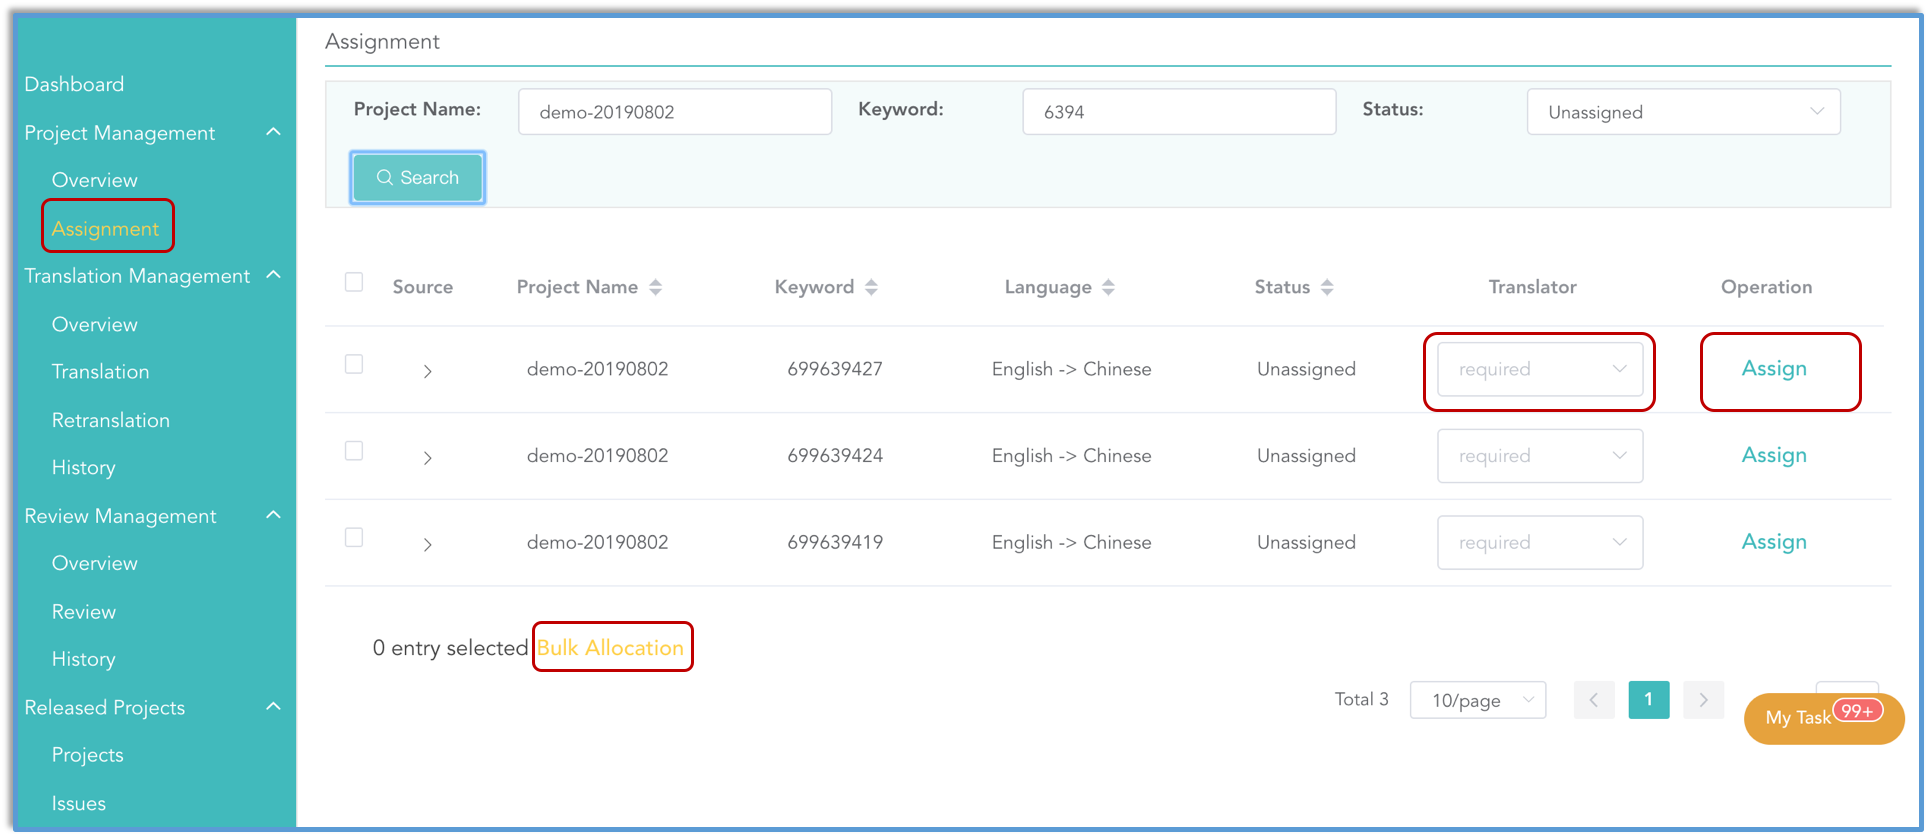 Dashboard
Project Management
Overview
Assignment
Translation Management
Overview
Translation
Retranslation
History
Review Management
Overview
Review
History
Released Projects
Projects
Issues
Assignment
Project Name: demo-20190802 Keyword: 6394 Status: Unassigned
Search
Source Project Name Keyword Language Status Translator Operation
demo-20190802 699639427 English -> Chinese Unassigned required Assign
demo-20190802 699639424 English -> Chinese Unassigned required Assign
demo-20190802 699639419 English -> Chinese Unassigned required Assign
0 entry selected Bulk Allocation
Total 3 10/page 1
My Task 99+